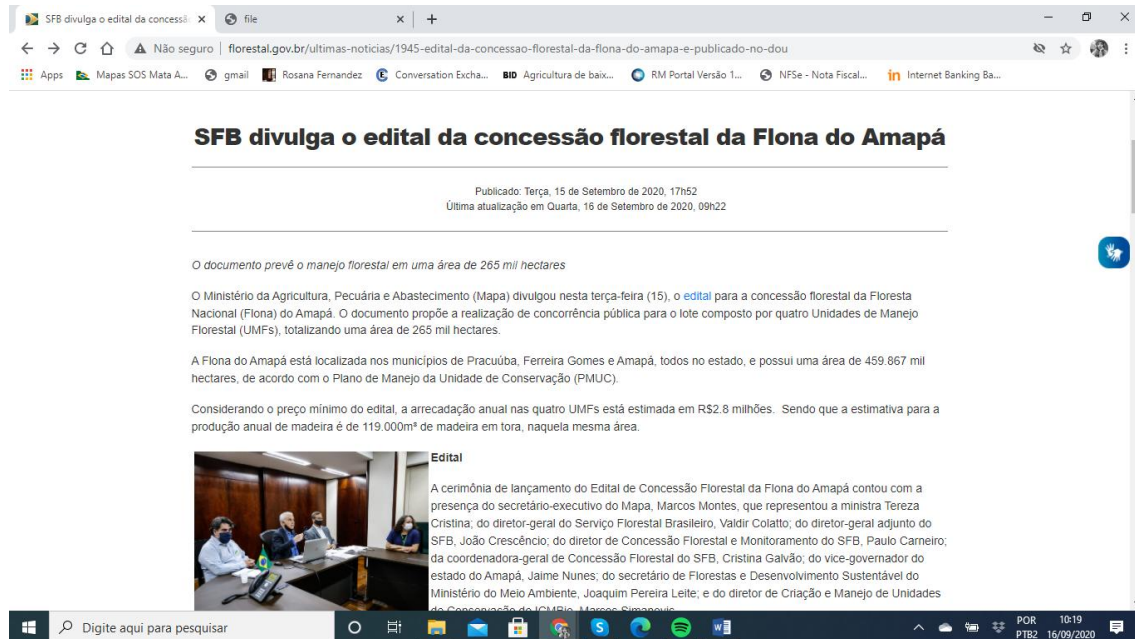 SFB divulga o edital da concessã
file
Não seguro
florestal.gov.br/ultimas-noticias/1945-edital-da-concessao-florestal-da-flona-do-amapa-e-publicado-no-dou
Apps
Mapas SOS Mata A...
gmail
Rosana Fernandez
Conversation Excha...
BID Agricultura de baix...
RM Portal Versão 1...
NFSe - Nota Fiscal...
in Internet Banking Ba...
SFB divulga o edital da concessão florestal da Flona do Amapá
Publicado: Terça, 15 de Setembro de 2020, 17h52
Última atualização em Quarta, 16 de Setembro de 2020, 09h22
O documento prevê o manejo florestal em uma área de 265 mil hectares
O Ministério da Agricultura, Pecuária e Abastecimento (Mapa) divulgou nesta terça-feira (15), o edital para a concessão florestal da Floresta
Nacional (Flona) do Amapá. O documento propõe a realização de concorrência pública para o lote composto por quatro Unidades de Manejo
Florestal (UMFs), totalizando uma área de 265 mil hectares.
A Flona do Amapá está localizada nos municípios de Pracuúba, Ferreira Gomes e Amapá, todos no estado, e possui uma área de 459.867 mil
hectares, de acordo com o Plano de Manejo da Unidade de Conservação (PMUC).
Considerando o preço mínimo do edital, a arrecadação anual nas quatro UMFs está estimada em R$2.8 milhões. Sendo que a estimativa para a
produção anual de madeira é de 119.000m³ de madeira em tora, naquela mesma área.
Edital
A cerimônia de lançamento do Edital de Concessão Florestal da Flona do Amapá contou com a
presença do secretário-executivo do Mapa, Marcos Montes, que representou a ministra Tereza
Cristina; do diretor-geral do Serviço Florestal Brasileiro, Valdir Colatto; do diretor-geral adjunto do
SFB, João Crescêncio; do diretor de Concessão Florestal e Monitoramento do SFB, Paulo Carneiro;
da coordenadora-geral de Concessão Florestal do SFB, Cristina Galvão; do vice-governador do
estado do Amapá, Jaime Nunes; do secretário de Florestas e Desenvolvimento Sustentável do
Ministério do Meio Ambiente, Joaquim Pereira Leite; e do diretor de Criação e Manejo de Unidades
de Conservação do ICMBio, Marcos Simanovic
Digite aqui para pesquisar
POR
PTB2
10:19
16/09/2020